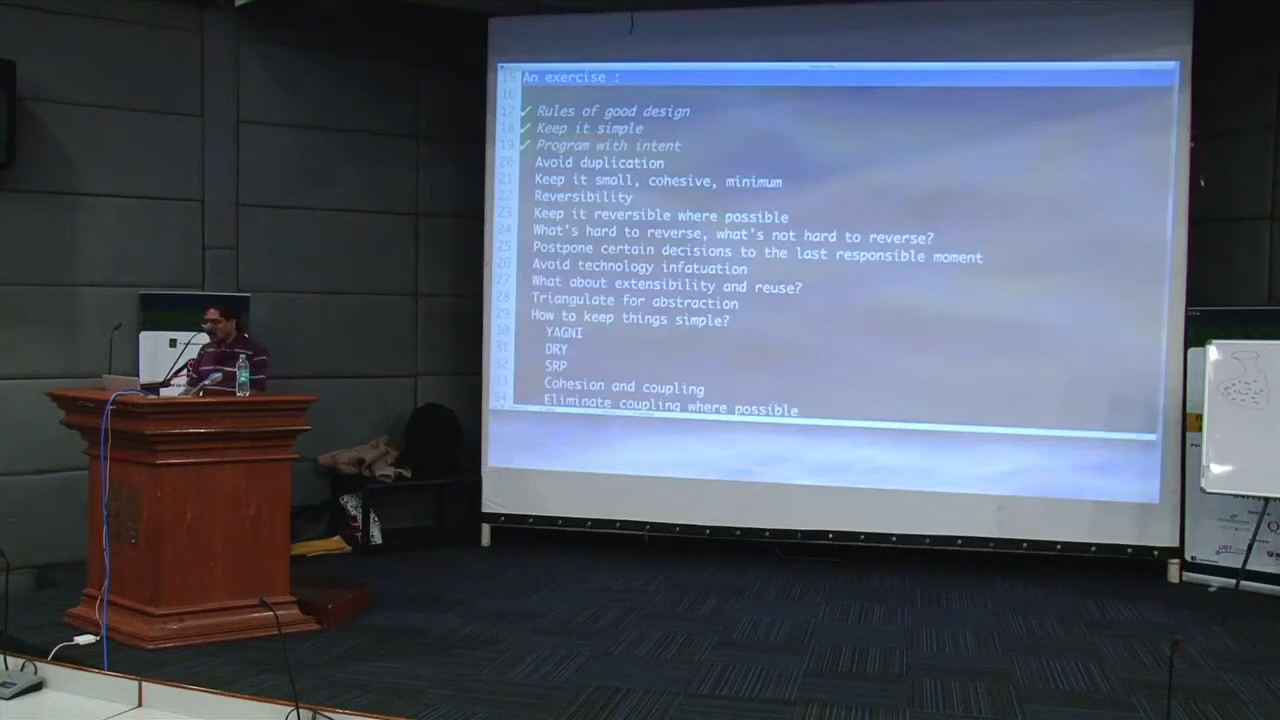 15 An exercise :
16
17 ✓ Rules of good design
18 ✓ Keep it simple
19 ✓ Program with intent
20 Avoid duplication
21 Keep it small, cohesive, minimum
22 Reversibility
23 Keep it reversible where possible
24 What's hard to reverse, what's not hard to reverse?
25 Postpone certain decisions to the last responsible moment
26 Avoid technology infatuation
27 What about extensibility and reuse?
28 Triangulate for abstraction
29 How to keep things simple?
30 YAGNI
31 DRY
32 SRP
33 Cohesion and coupling
34 Eliminate coupling where possible
UST